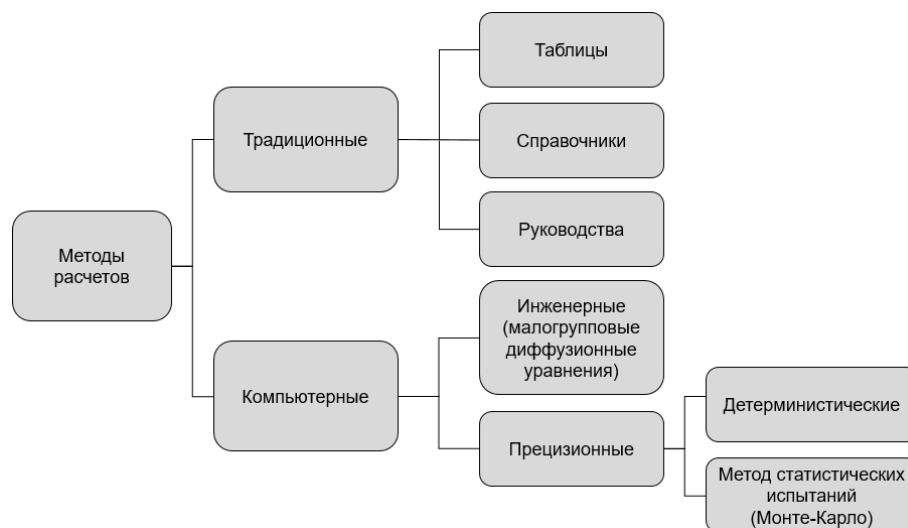 Методы
расчетов
Традиционные
Таблицы
Справочники
Руководства
Компьютерные
Инженерные
(малогрупповые
диффузионные
уравнения)
Прецизионные
Детерминистические
Метод статистических
испытаний
(Монте-Карло)